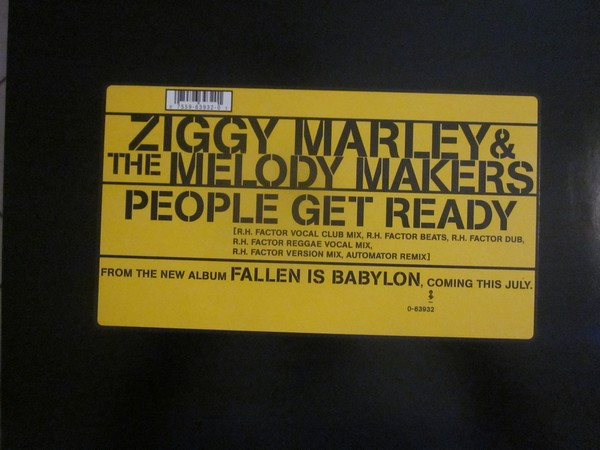 ZIGGY MARLEY &
THE MELODY MAKERS
PEOPLE GET READY
[R.H. FACTOR VOCAL CLUB MIX, R.H. FACTOR BEATS, R.H. FACTOR DUB,
R.H. FACTOR REGGAE VOCAL MIX,
R.H. FACTOR VERSION MIX, AUTOMATOR REMIX]
FROM THE NEW ALBUM FALLEN IS BABYLON, COMING THIS JULY.
0-63932